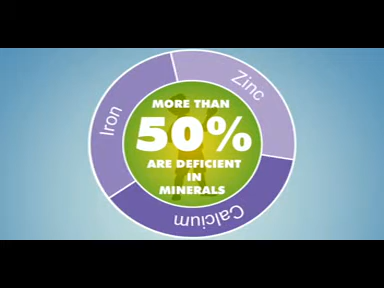 Zinc
Iron
MORE THAN
50%
ARE DEFICIENT
IN
MINERALS
Calcium